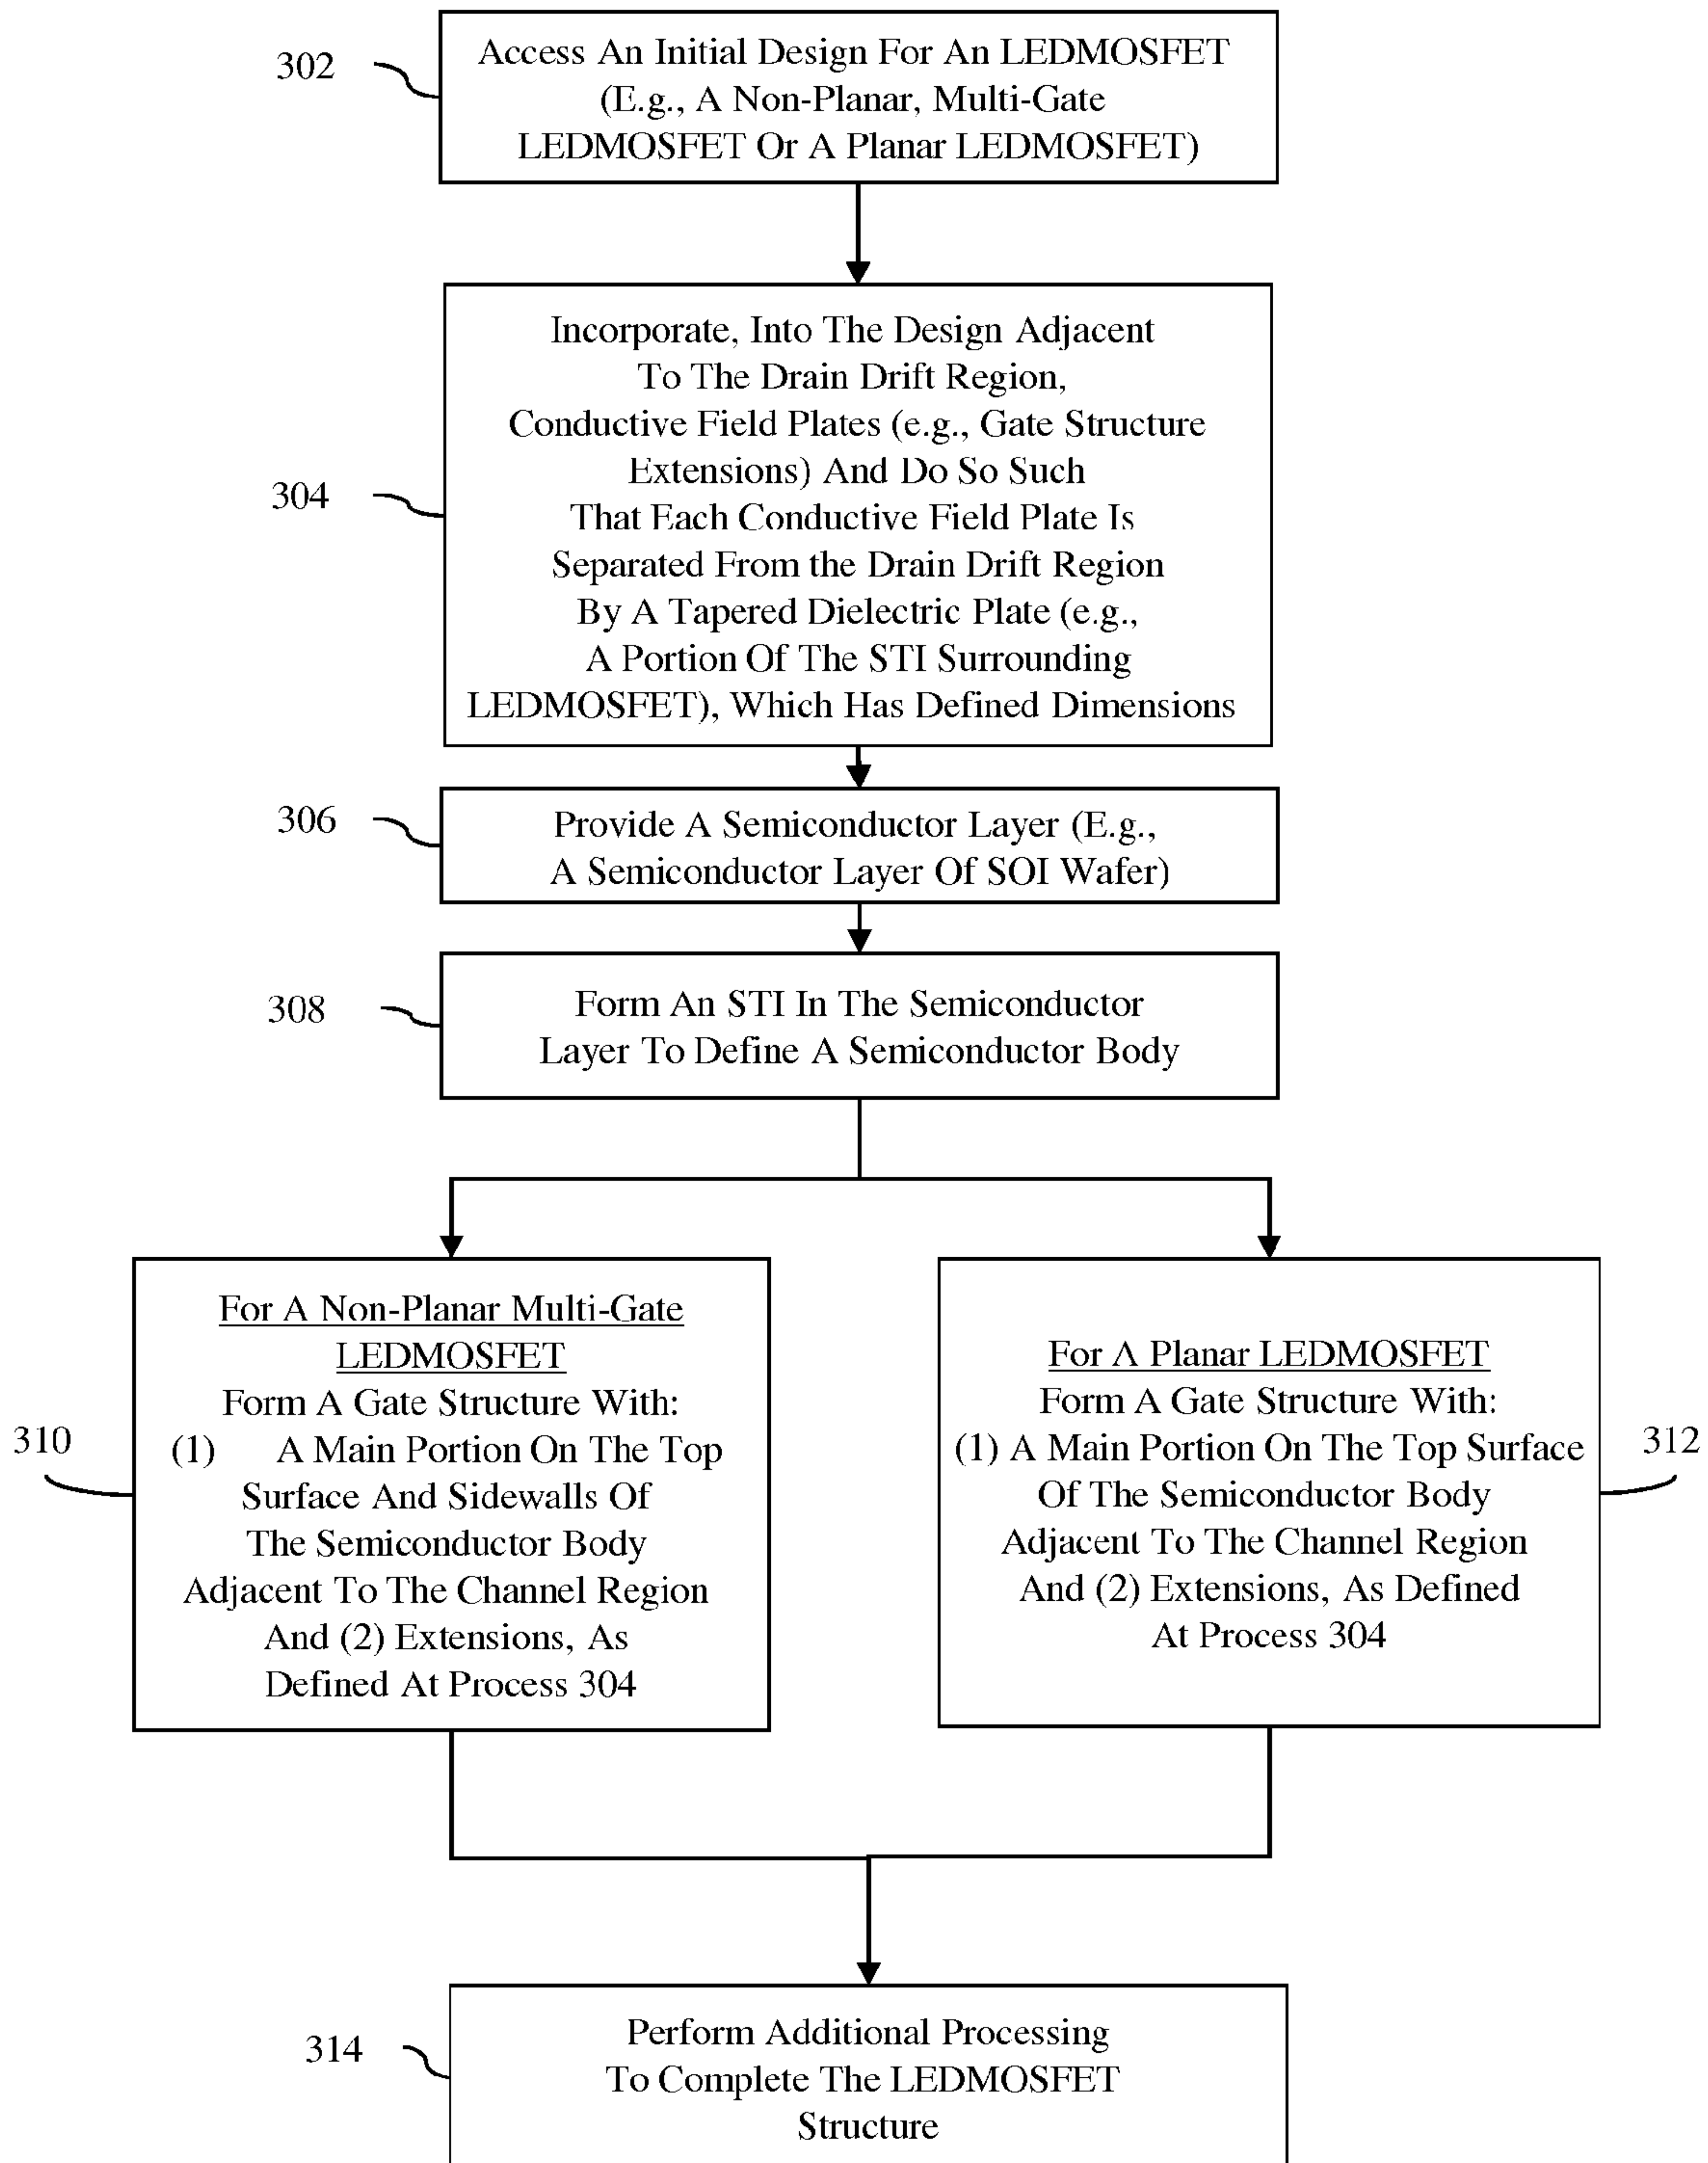 302
Access An Initial Design For An LEDMOSFET
(E.g., A Non-Planar, Multi-Gate
LEDMOSFET Or A Planar LEDMOSFET)
304
Incorporate, Into The Design Adjacent
To The Drain Drift Region,
Conductive Field Plates (e.g., Gate Structure
Extensions) And Do So Such
That Each Conductive Field Plate Is
Separated From the Drain Drift Region
By A Tapered Dielectric Plate (e.g.,
A Portion Of The STI Surrounding
LEDMOSFET), Which Has Defined Dimensions
306
Provide A Semiconductor Layer (E.g.,
A Semiconductor Layer Of SOI Wafer)
308
Form An STI In The Semiconductor
Layer To Define A Semiconductor Body
310
For A Non-Planar Multi-Gate
LEDMOSFET
Form A Gate Structure With:
(1) A Main Portion On The Top
Surface And Sidewalls Of
The Semiconductor Body
Adjacent To The Channel Region
And (2) Extensions, As
Defined At Process 304
312
For A Planar LEDMOSFET
Form A Gate Structure With:
(1) A Main Portion On The Top Surface
Of The Semiconductor Body
Adjacent To The Channel Region
And (2) Extensions, As Defined
At Process 304
314
Perform Additional Processing
To Complete The LEDMOSFET
Structure